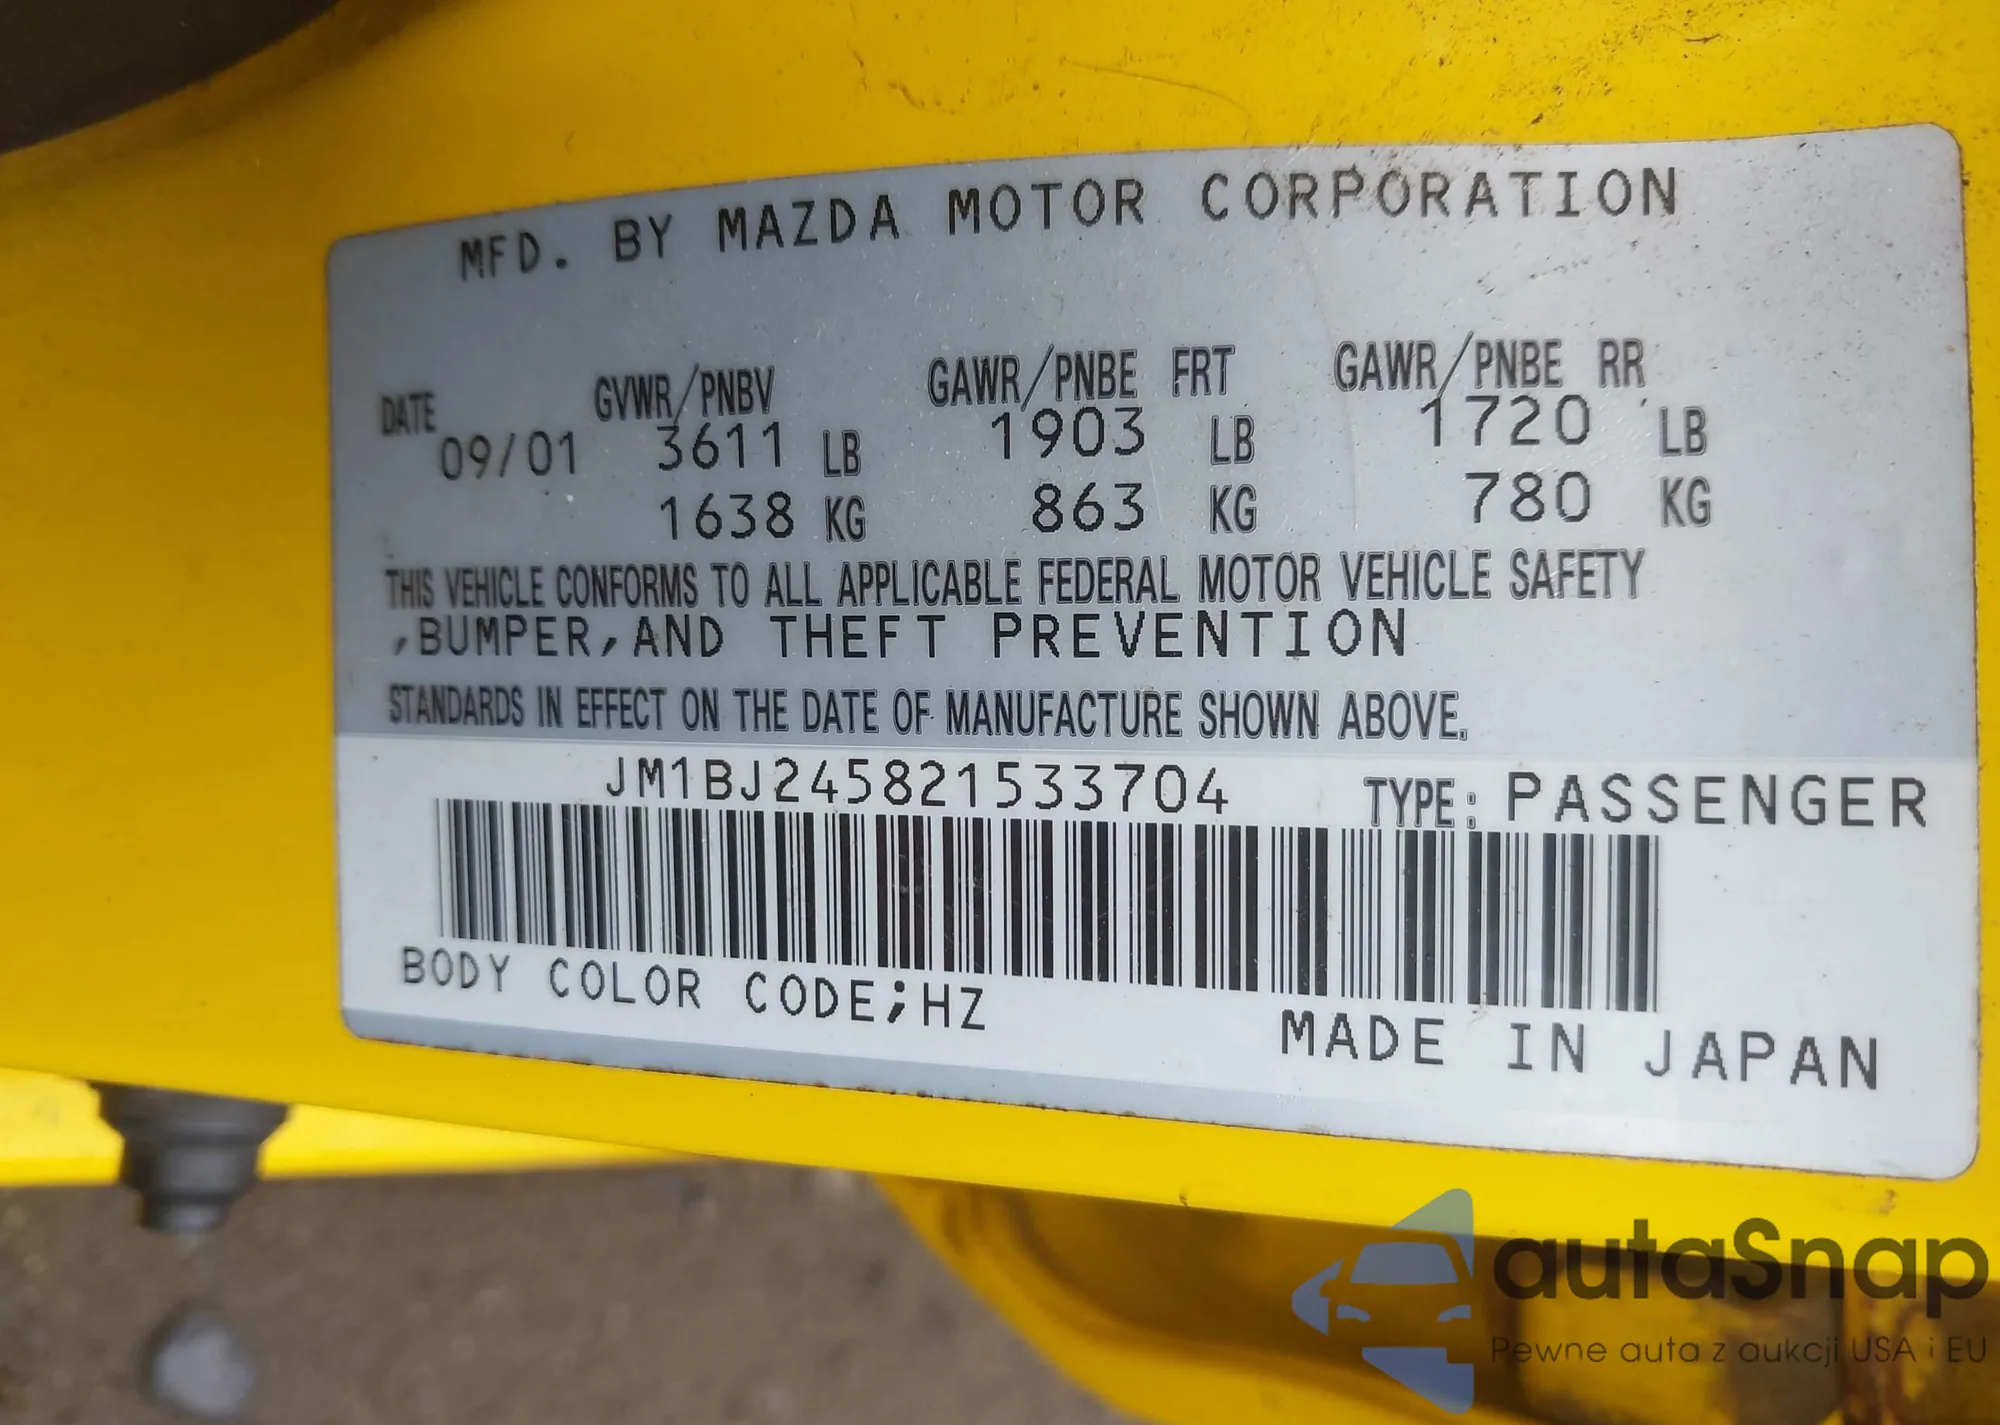 MFD. BY MAZDA MOTOR CORPORATION
DATE GVWR/PNBV GAWR/PNBE FRT GAWR/PNBE RR
09/01 3611 LB 1903 LB 1720 LB
1638 KG 863 KG 780 KG
THIS VEHICLE CONFORMS TO ALL APPLICABLE FEDERAL MOTOR VEHICLE SAFETY
,BUMPER,AND THEFT PREVENTION
STANDARDS IN EFFECT ON THE DATE OF MANUFACTURE SHOWN ABOVE.
JM1BJ245821533704 TYPE: PASSENGER
BODY COLOR CODE;HZ
MADE IN JAPAN
autaSnap
Pewne auta z aukcji USA i EU